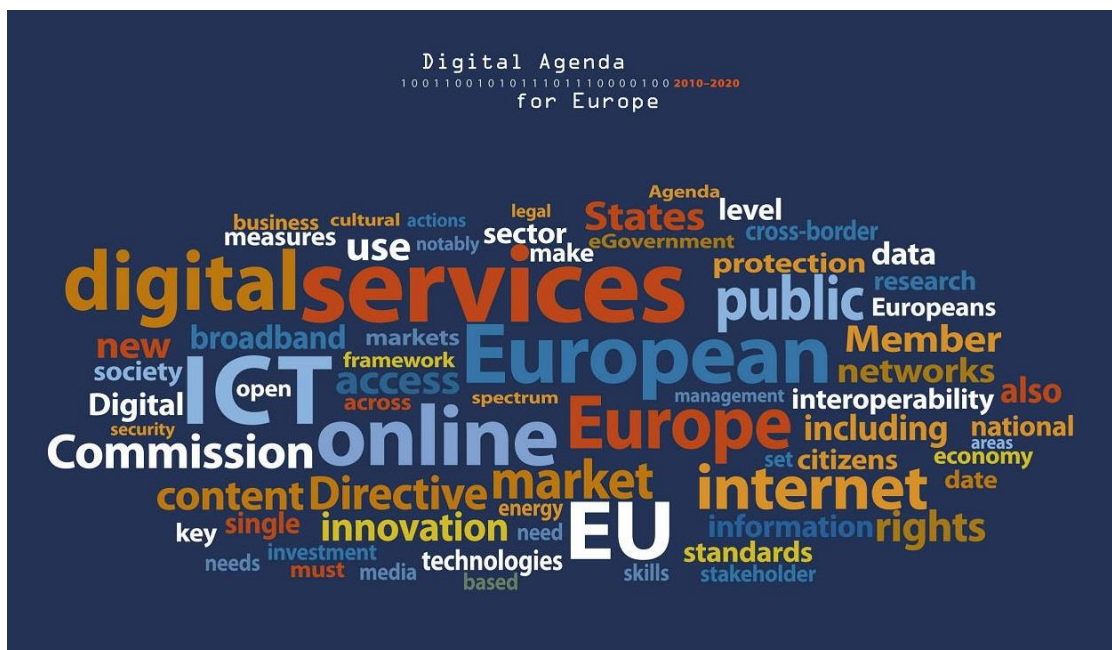 Digital Agenda
1001100101011101110000100 2010–2020
for Europe
Agenda
business cultural actions legal States level
measures use notably sector eGovernment cross-border
make data
digital services protection research
public Europeans
new broadband markets European Member
society ICT framework access networks
open spectrum management interoperability also
Digital across Europe including national
security online areas
Commission set citizens economy
content Directive market internet date
energy
key single innovation need EU information rights
needs investment technologies standards
must media based skills stakeholder